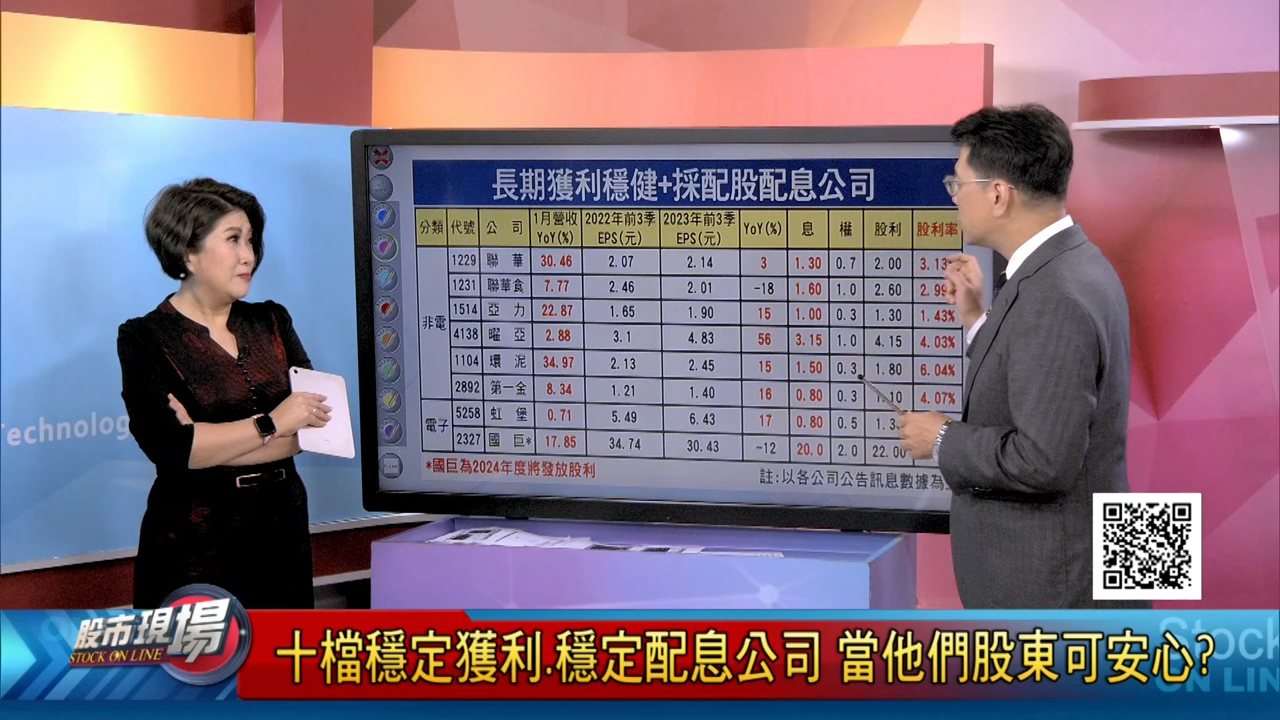 長期獲利穩健+採配股配息公司
分類 代號 公司 1月營收YoY(%) 2022年前3季EPS(元) 2023年前3季EPS(元) YoY(%) 息 權 股利 股利率
非電
1229 聯華 30.46 2.07 2.14 3 1.30 0.7 2.00 3.13%
1231 聯華食 7.77 2.46 2.01 -18 1.60 1.0 2.60 2.99
1514 亞力 22.87 1.65 1.90 15 1.00 0.3 1.30 1.43%
4138 曜亞 2.88 3.1 4.83 56 3.15 1.0 4.15 4.03%
1104 環泥 34.97 2.13 2.45 15 1.50 0.3 1.80 6.04%
2892 第一金 8.34 1.21 1.40 16 0.80 0.3 10 4.07%
電子
5258 虹堡 0.71 5.49 6.43 17 0.80 0.5 1.3
2327 國巨* 17.85 34.74 30.43 -12 20.0 2.0 22.00
*國巨為2024年度將發放股利
註:以各公司公告訊息數據為
Technolog
股市現場
STOCK ON LINE
十檔穩定獲利.穩定配息公司 當他們股東可安心?
Stock
ON LIN